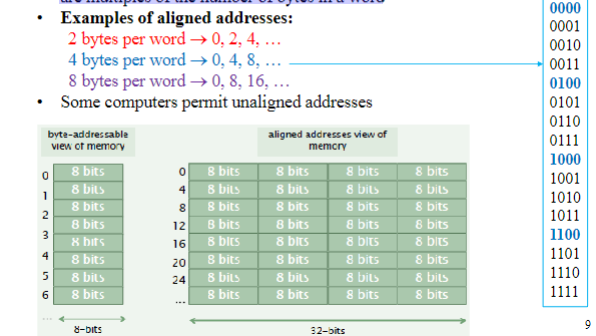 are multiples of the number of bytes in a word
• Examples of aligned addresses:
2 bytes per word → 0, 2, 4, …
4 bytes per word → 0, 4, 8, …
8 bytes per word → 0, 8, 16, …
• Some computers permit unaligned addresses
byte-addressable
view of memory
0 8 bits
1 8 bits
2 8 bits
3 8 bits
4 8 bits
5 8 bits
6 8 bits
8 bits
...
8-bits
aligned addresses view of
memory
0 8 bits 8 bits 8 bits 8 bits
4 8 bits 8 bits 8 bits 8 bits
8 8 bits 8 bits 8 bits 8 bits
12 8 bits 8 bits 8 bits 8 bits
16 8 bits 8 bits 8 bits 8 bits
20 8 bits 8 bits 8 bits 8 bits
24 8 bits 8 bits 8 bits 8 bits
... 8 bits 8 bits 8 bits 8 bits
32-bits
0000
0001
0010
0011
0100
0101
0110
0111
1000
1001
1010
1011
1100
1101
1110
1111
9